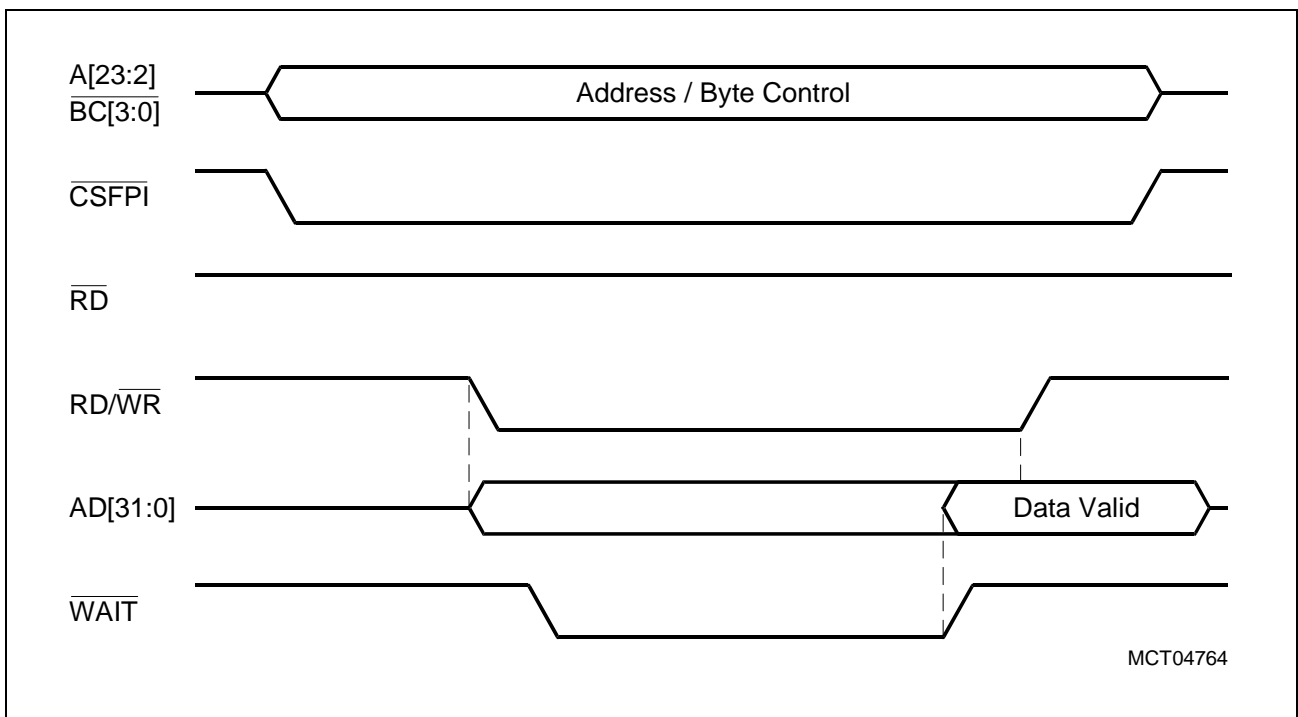 A[23:2]
BC[3:0]
Address / Byte Control
CSFPI
RD
RD/WR
AD[31:0]
Data Valid
WAIT
MCT04764